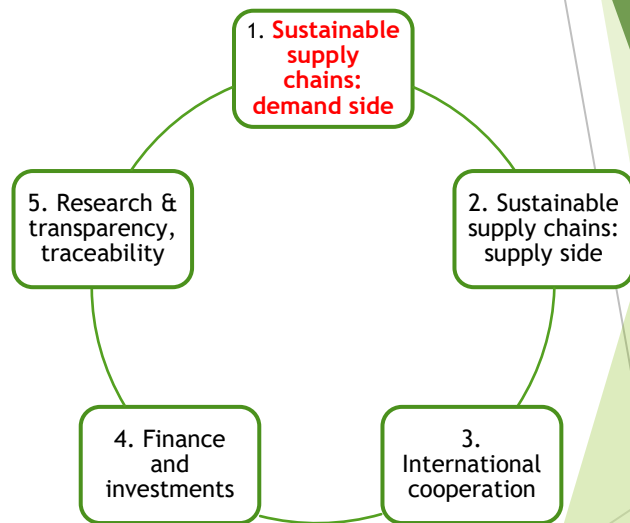 1. Sustainable
supply
chains:
demand side
2. Sustainable
supply chains:
supply side
3.
International
cooperation
4. Finance
and
investments
5. Research &
transparency,
traceability